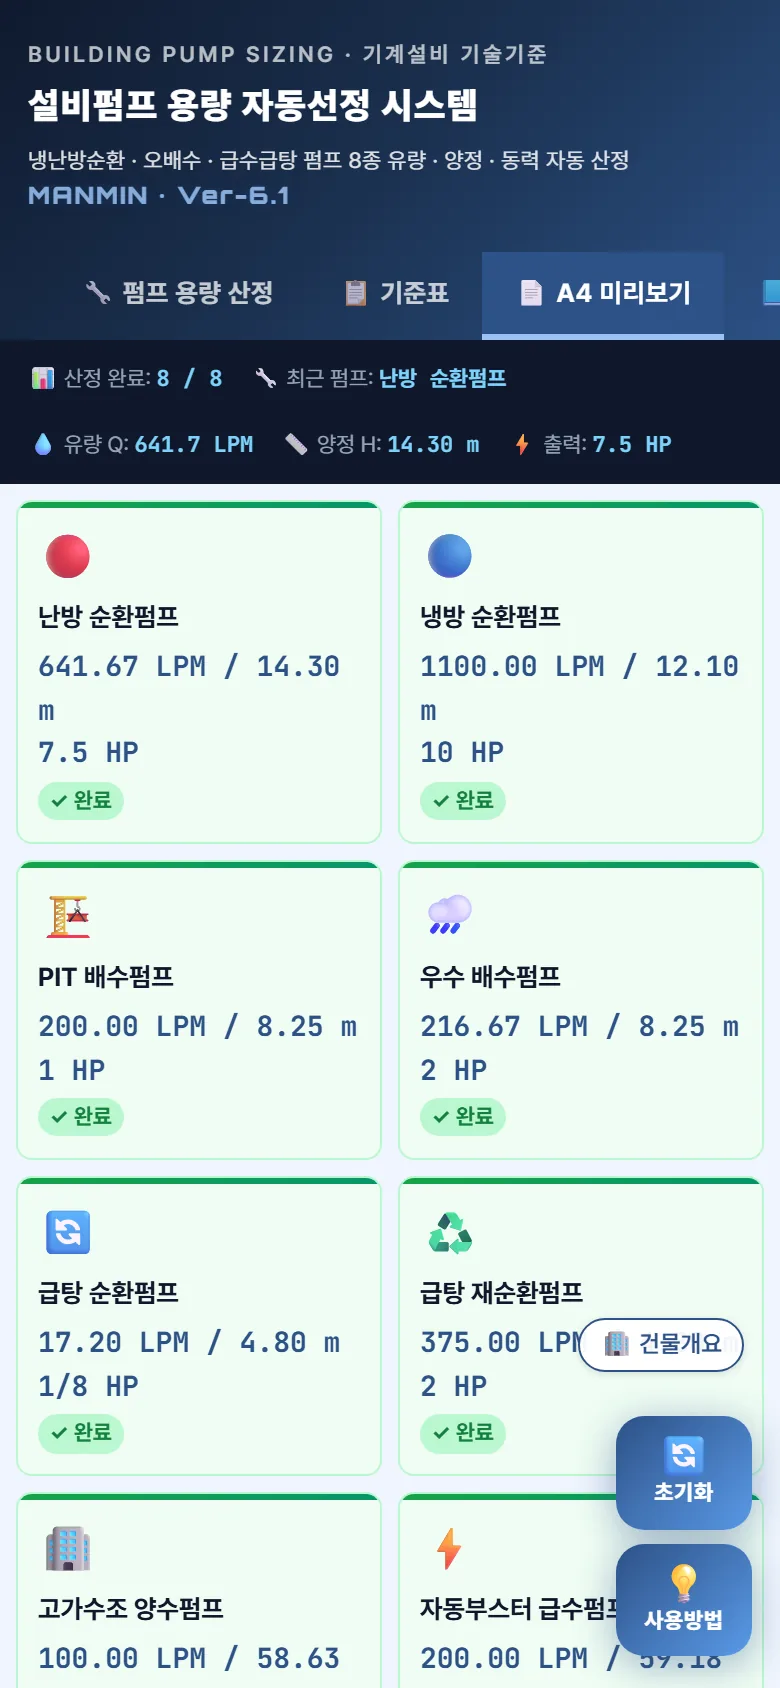 BUILDING PUMP SIZING · 기계설비 기술기준
설비펌프 용량 자동선정 시스템
냉난방순환 · 오배수 · 급수급탕 펌프 8종 유량 · 양정 · 동력 자동 산정
MANMIN · Ver-6.1
펌프 용량 산정 기준표 A4 미리보기
산정 완료: 8 / 8 최근 펌프: 난방 순환펌프
유량 Q: 641.7 LPM 양정 H: 14.30 m 출력: 7.5 HP
난방 순환펌프
641.67 LPM / 14.30
m
7.5 HP
✓ 완료
냉방 순환펌프
1100.00 LPM / 12.10
m
10 HP
✓ 완료
PIT 배수펌프
200.00 LPM / 8.25 m
1 HP
✓ 완료
우수 배수펌프
216.67 LPM / 8.25 m
2 HP
✓ 완료
급탕 순환펌프
17.20 LPM / 4.80 m
1/8 HP
✓ 완료
급탕 재순환펌프
375.00 LPM
2 HP
✓ 완료
건물개요
초기화
사용방법
고가수조 양수펌프
100.00 LPM / 58.63
자동부스터 급수펌프
200.00 LPM / 59.18